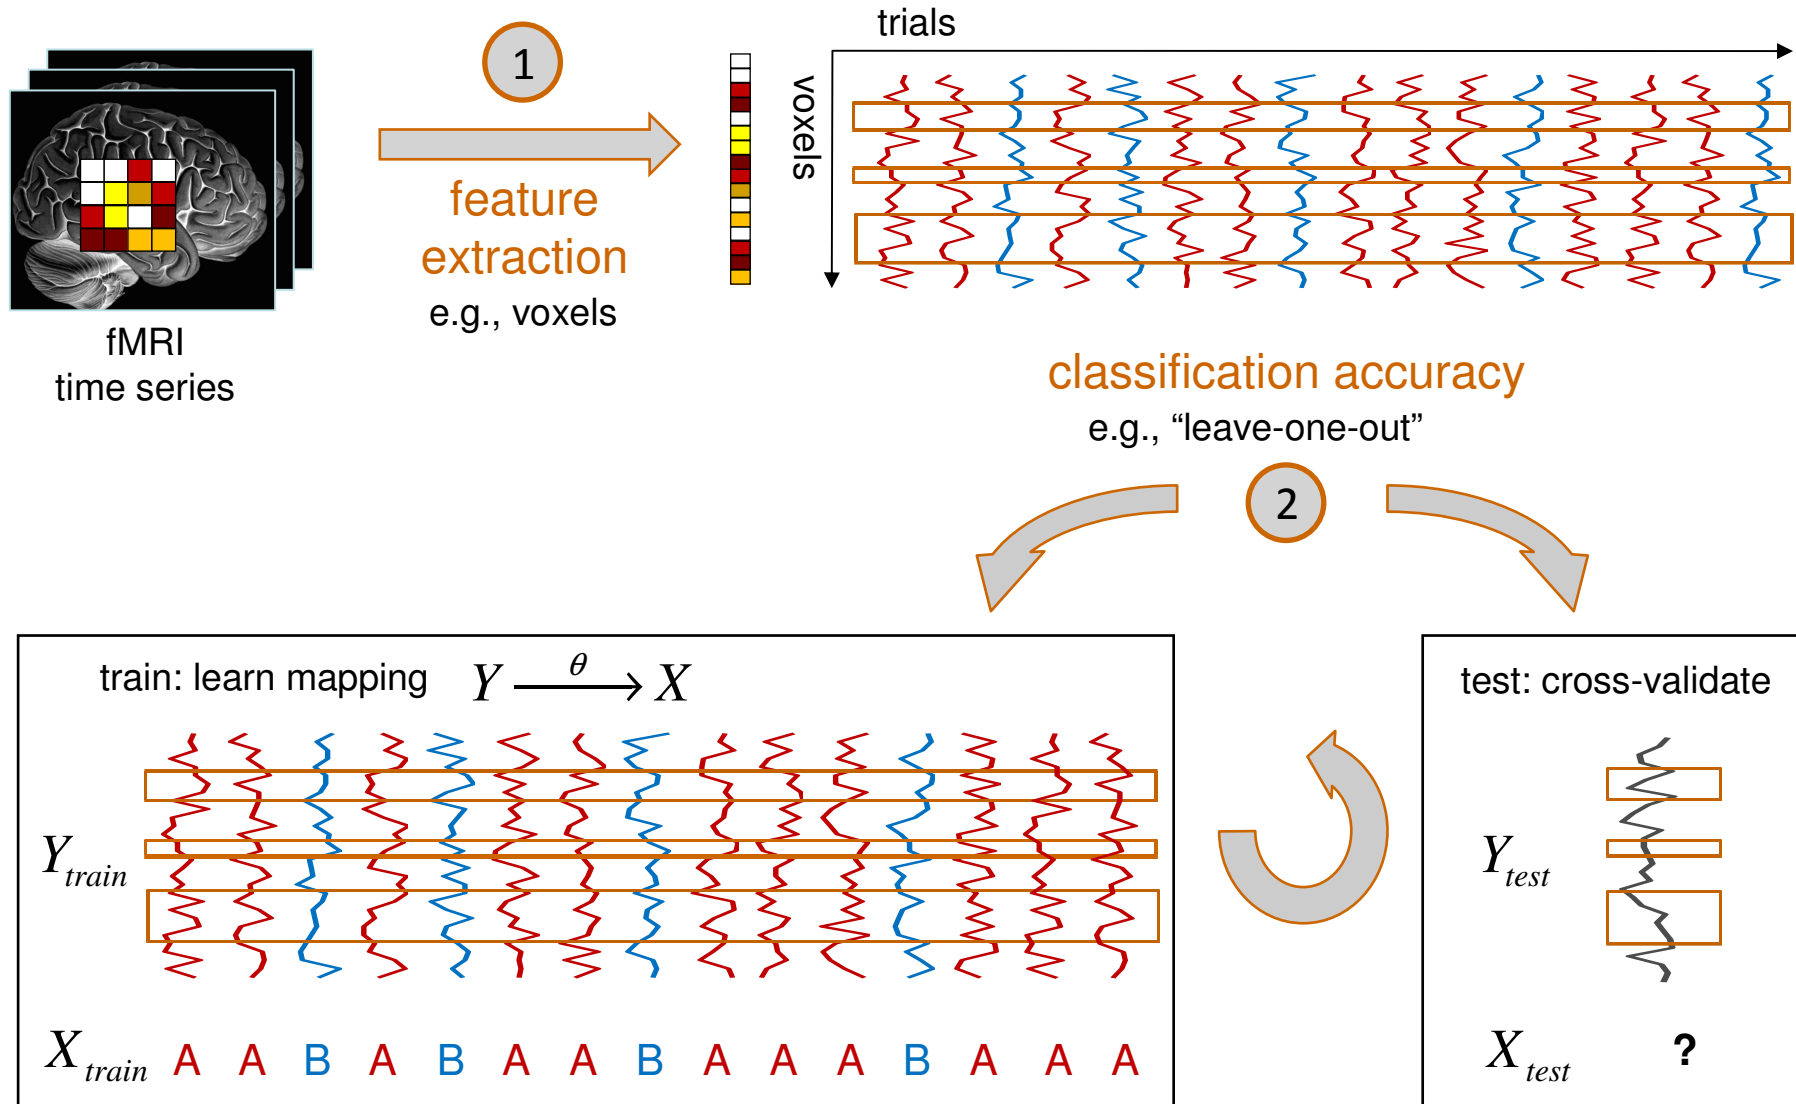 trials
1
voxels
feature
extraction
e.g., voxels
fMRI
time series
classification accuracy
e.g., “leave-one-out”
2
train: learn mapping Y θ X
test: cross-validate
Y train
Y test
X train A A B A B A A B A A A B A A A
X test ?